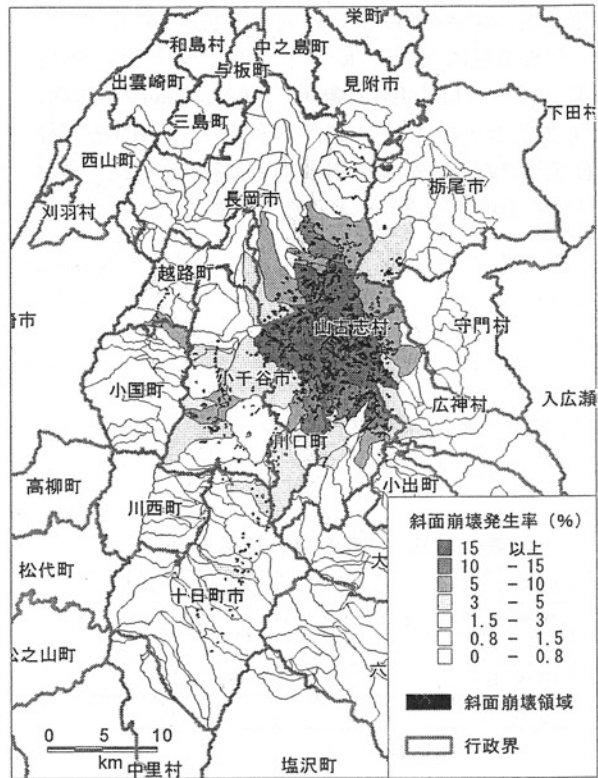 栄町
和島村
中之島町
与板町
見附市
出雲崎町
下田村
三島町
西山町
栃尾市
長岡市
刈羽村
越路町
山古志村
守門村
崎市
小千谷市
小国町
入広瀬
広神村
川口町
高柳町
小出町
川西町
斜面崩壊発生率 (%)
15 以上
10 - 15
5 - 10
3 - 5
1.5 - 3
0.8 - 1.5
0 - 0.8
大
松代町
十日町市
六
松之山町
斜面崩壊領域
0 5 10
km
行政界
中里村
塩沢町